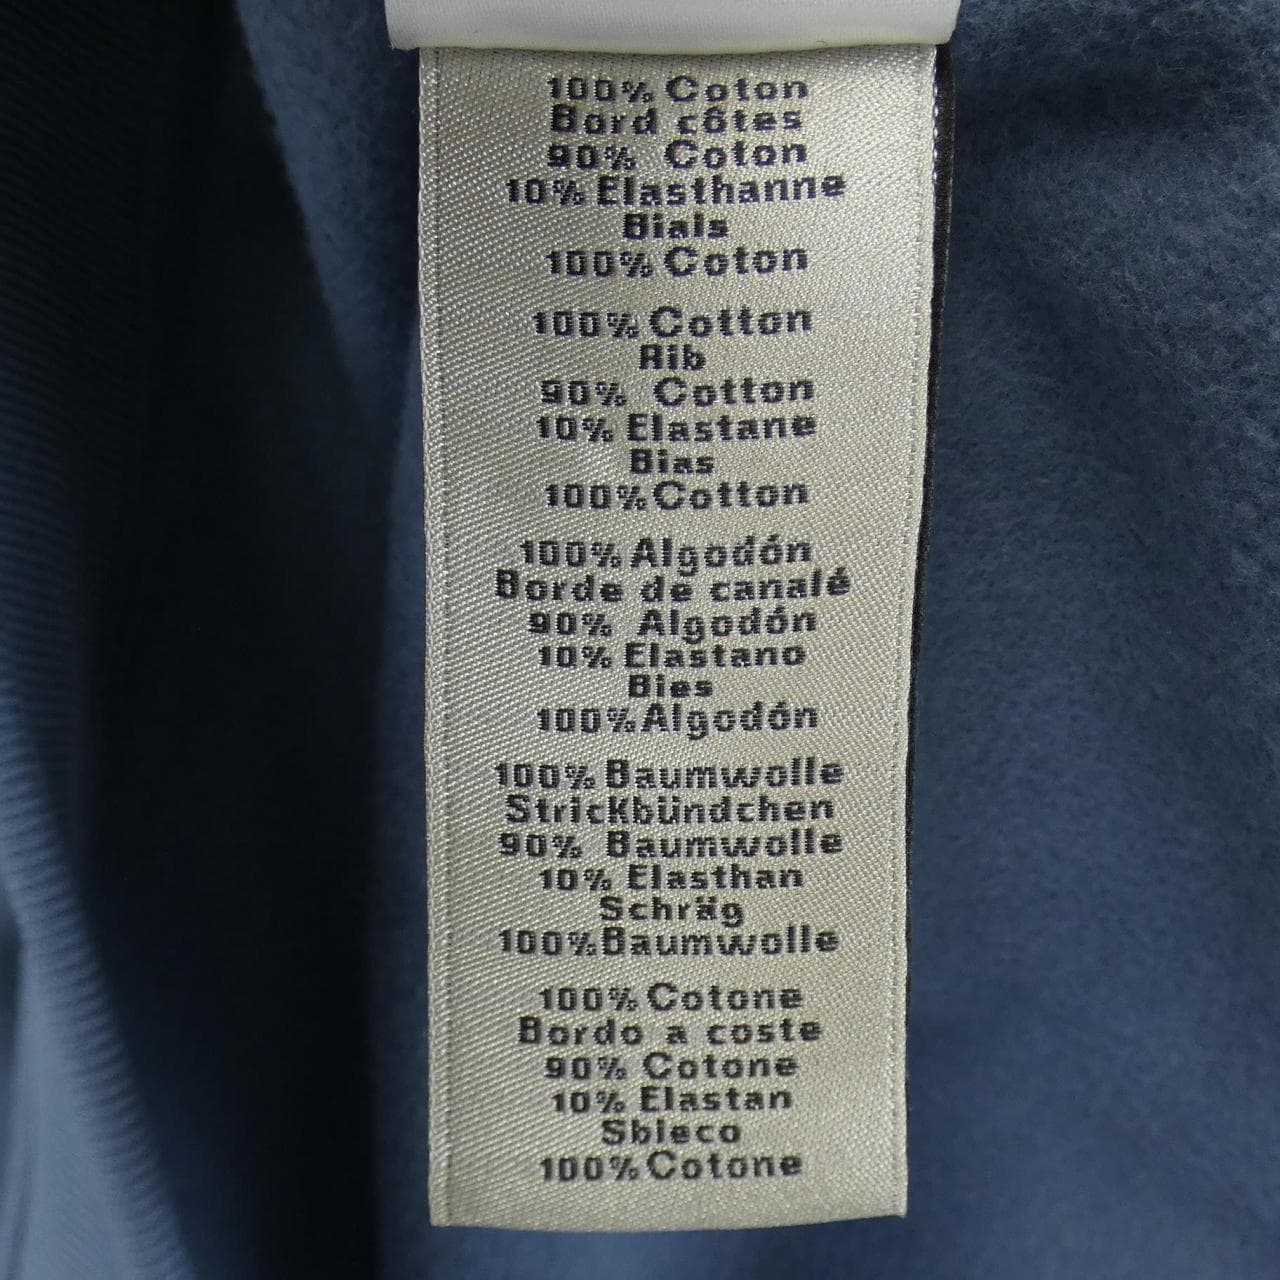 100% Coton
Bord côtes
90% Coton
10% Elasthanne
Biais
100% Coton
100% Cotton
Rib
90% Cotton
10% Elastane
Bias
100% Cotton
100% Algodón
Borde de canalé
90% Algodón
10% Elastano
Bies
100% Algodón
100% Baumwolle
Strickbündchen
90% Baumwolle
10% Elasthan
Schräg
100% Baumwolle
100% Cotone
Bordo a coste
90% Cotone
10% Elastan
Sbieco
100% Cotone